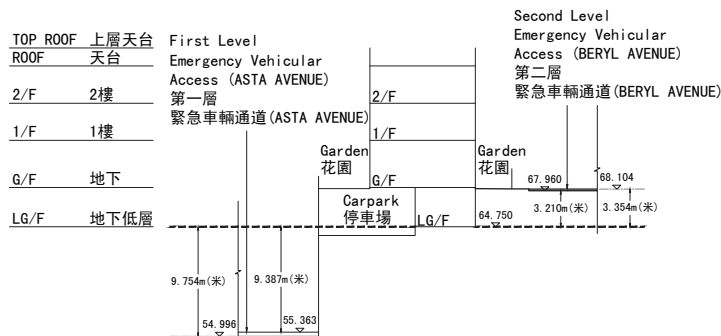 TOP ROOF 上層天台
ROOF 天台
2/F 2樓
1/F 1樓
G/F 地下
LG/F 地下低層
First Level
Emergency Vehicular
Access (ASTA AVENUE)
第一層
緊急車輛通道(ASTA AVENUE)
Second Level
Emergency Vehicular
Access (BERYL AVENUE)
第二層
緊急車輛通道(BERYL AVENUE)
2/F
1/F
G/F
LG/F
Garden
花園
Carpark
停車場
Garden
花園
67.960
68.104
64.750
3.210m(米)
3.354m(米)
9.754m(米)
9.387m(米)
54.996
55.363